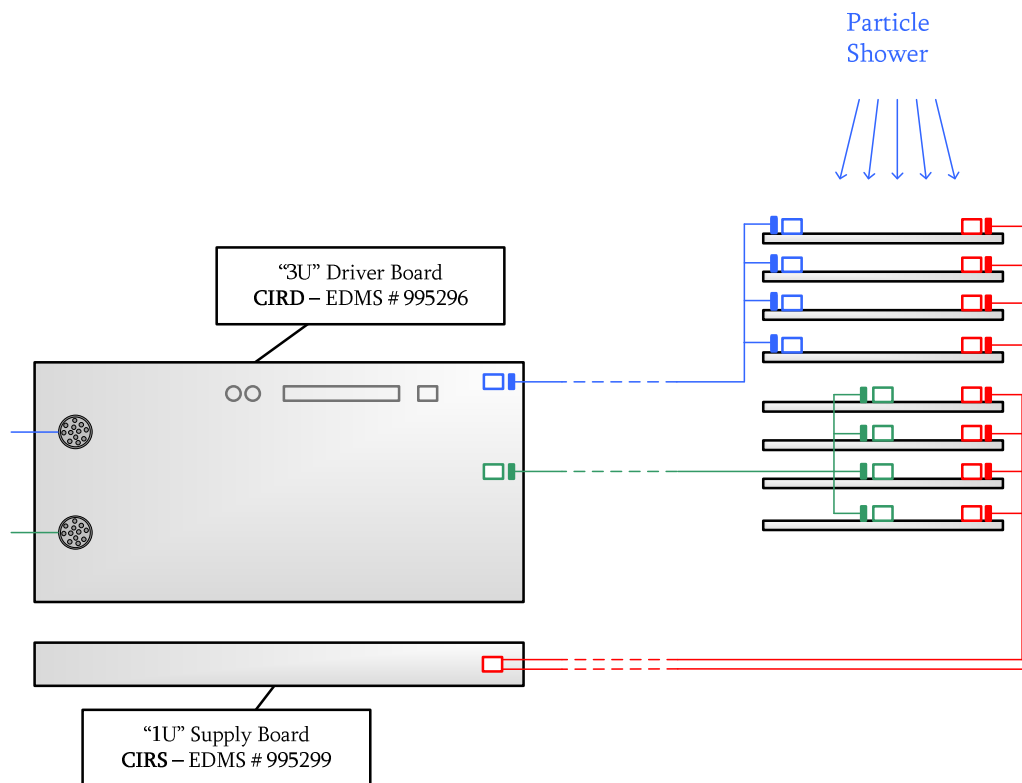 Particle
Shower
“3U” Driver Board
CIRD – EDMS # 995296
“1U” Supply Board
CIRS – EDMS # 995299